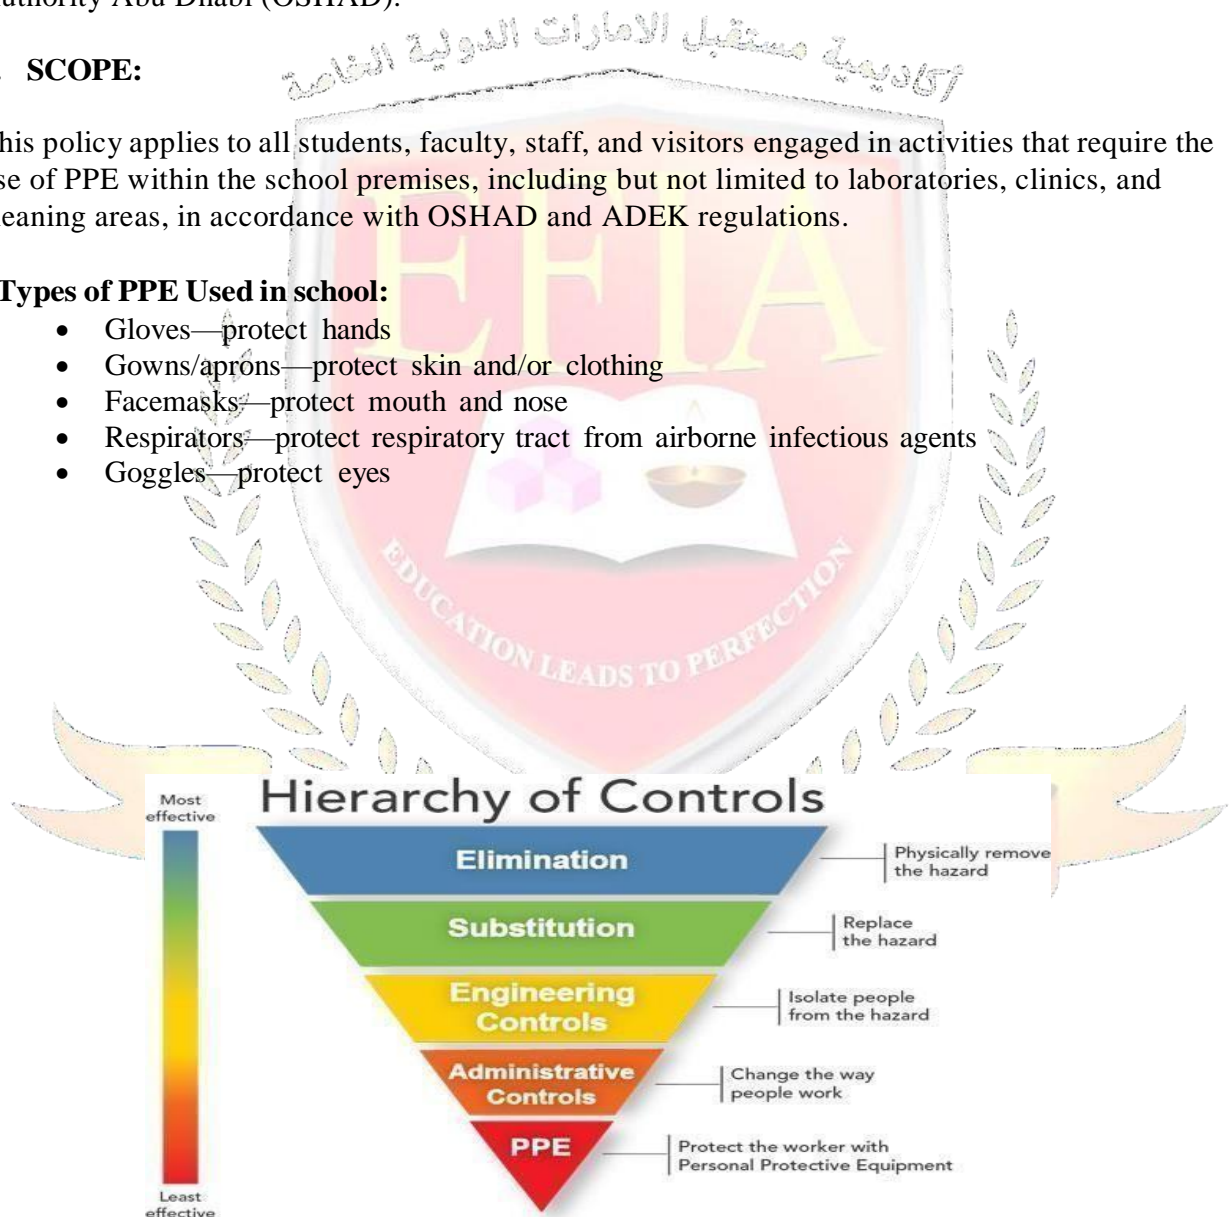 Authority Abu Dhabi (OSHAD).
أكاديمية مستقبل الامارات الدولية الخاصة
. SCOPE:
his policy applies to all students, faculty, staff, and visitors engaged in activities that require the
se of PPE within the school premises, including but not limited to laboratories, clinics, and
leaning areas, in accordance with OSHAD and ADEK regulations.
EFIA
Types of PPE Used in school:
• Gloves—protect hands
• Gowns/aprons—protect skin and/or clothing
• Facemasks—protect mouth and nose
• Respirators—protect respiratory tract from airborne infectious agents
• Goggles—protect eyes
EDUCATION LEADS TO PERFECTION
Hierarchy of Controls
Most
effective
Elimination
Physically remove
the hazard
Substitution
Replace
the hazard
Engineering
Controls
Isolate people
from the hazard
Administrative
Controls
Change the way
people work
PPE
Protect the worker with
Personal Protective Equipment
Least
effective